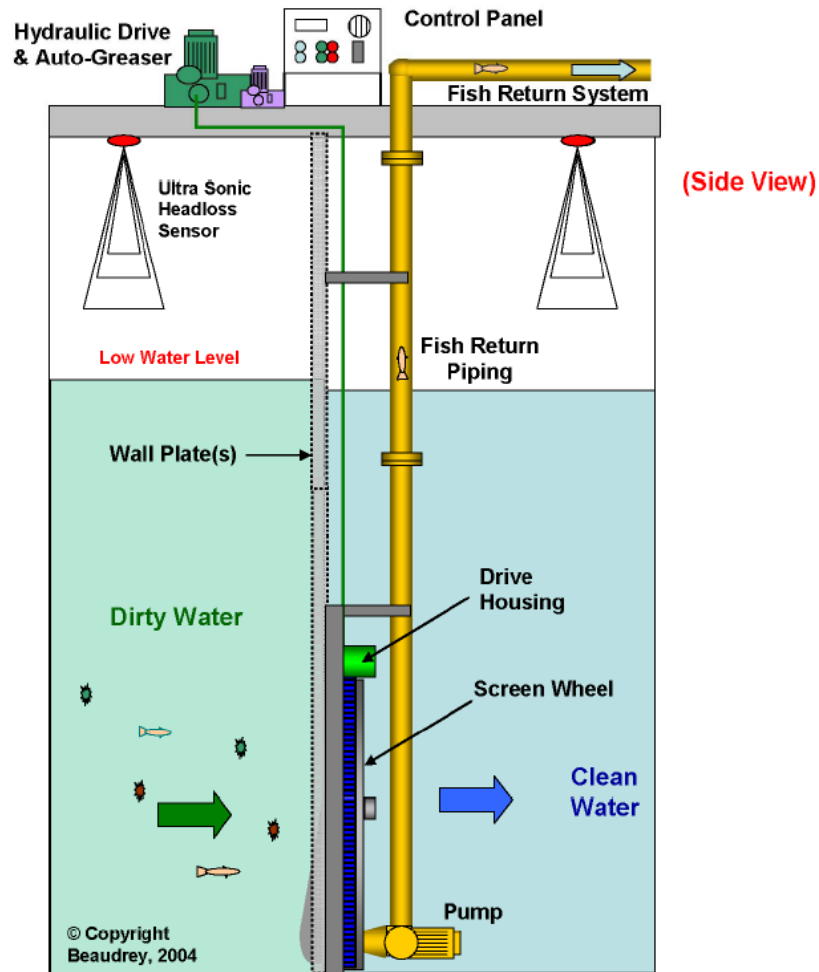 Hydraulic Drive
& Auto-Greaser
Control Panel
Fish Return System
(Side View)
Ultra Sonic
Headloss
Sensor
Low Water Level
Fish Return
Piping
Wall Plate(s)
Drive
Housing
Dirty Water
Screen Wheel
Clean
Water
Pump
© Copyright
Beaudrey, 2004